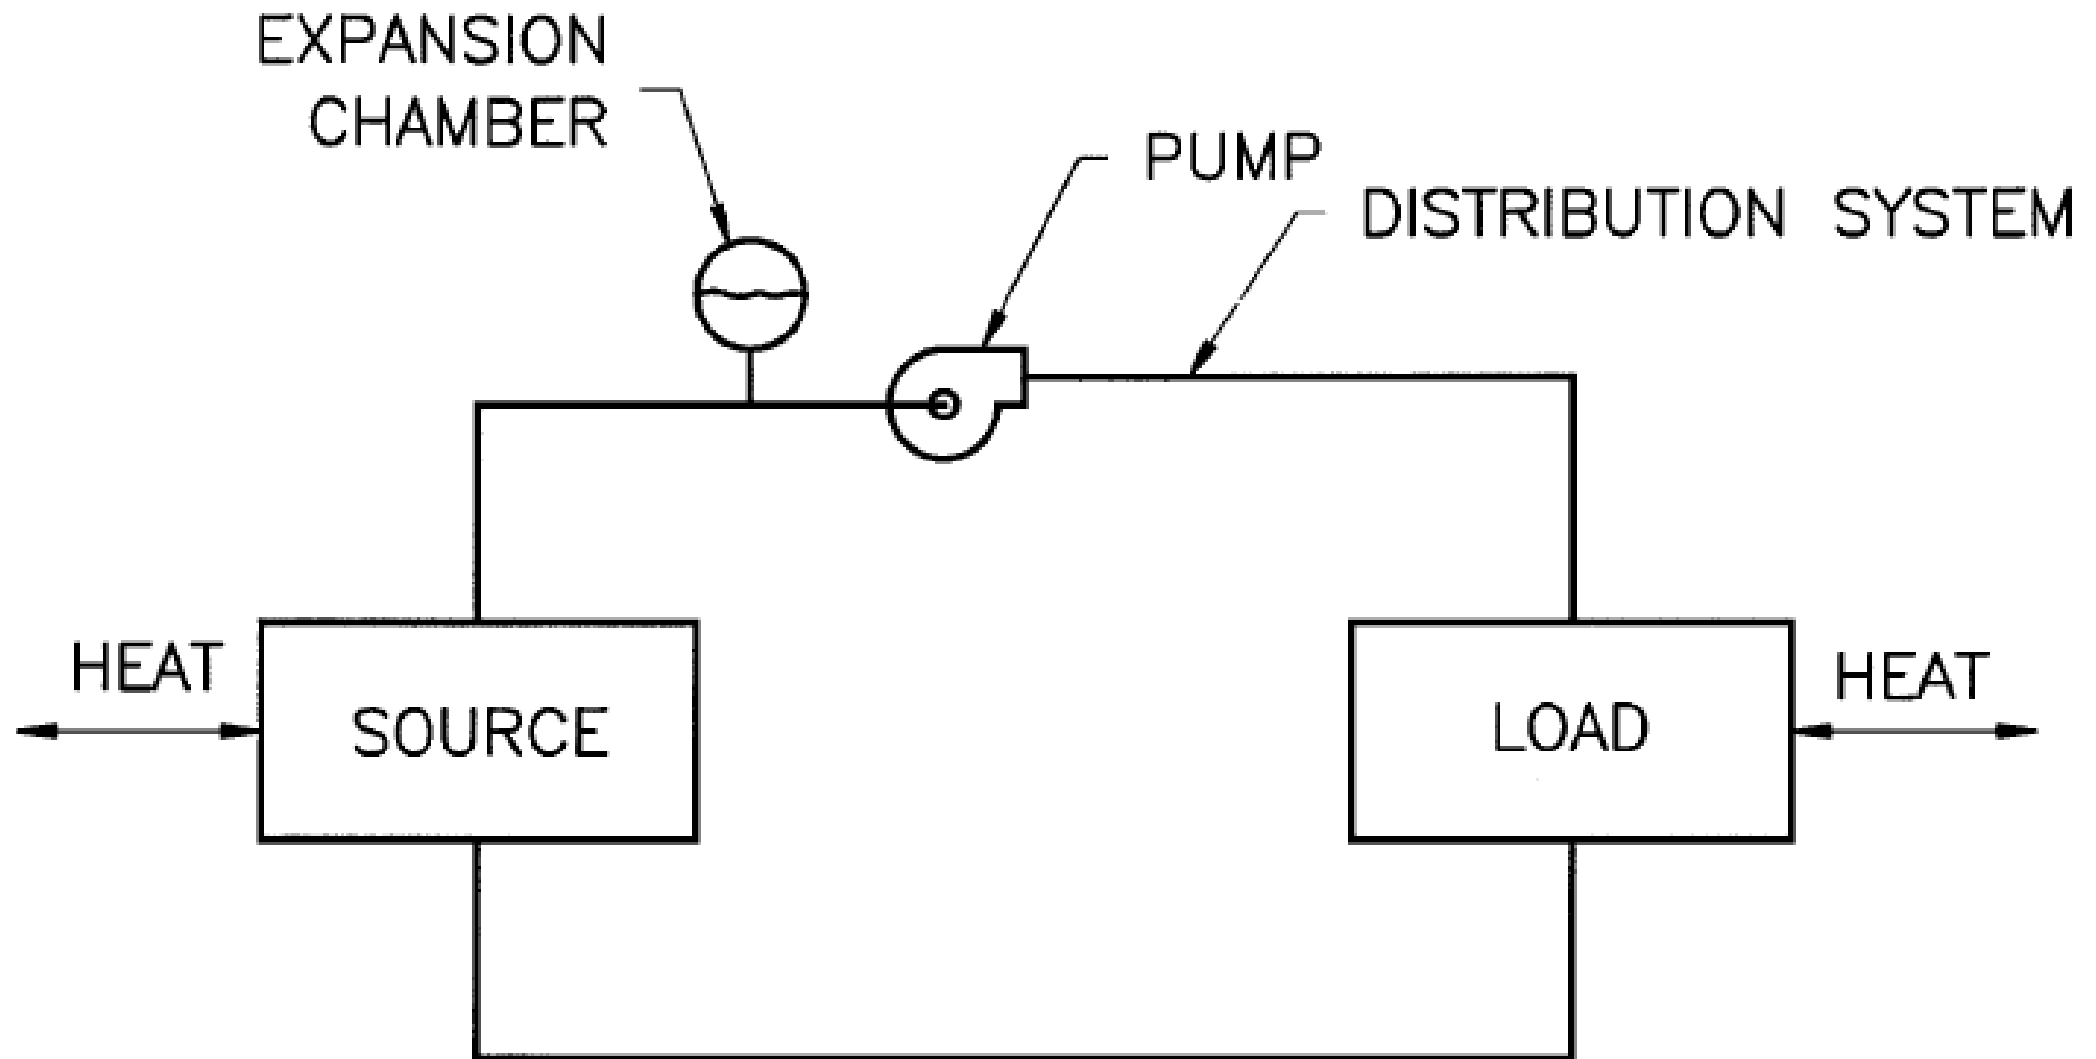 EXPANSION
CHAMBER
PUMP
DISTRIBUTION SYSTEM
HEAT
SOURCE
LOAD
HEAT